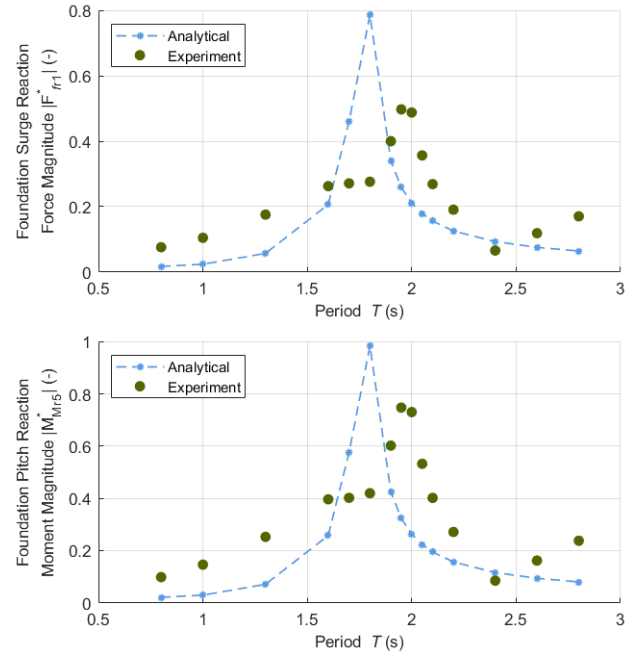 Foundation Surge Reaction
Force Magnitude |F*fr1| (-)
0.8
0.6
0.4
0.2
0
Analytical
Experiment
0.5
1
1.5
2
2.5
3
Period T (s)
Foundation Pitch Reaction
Moment Magnitude |M*Mr5| (-)
1
0.8
0.6
0.4
0.2
0
Analytical
Experiment
0.5
1
1.5
2
2.5
3
Period T (s)